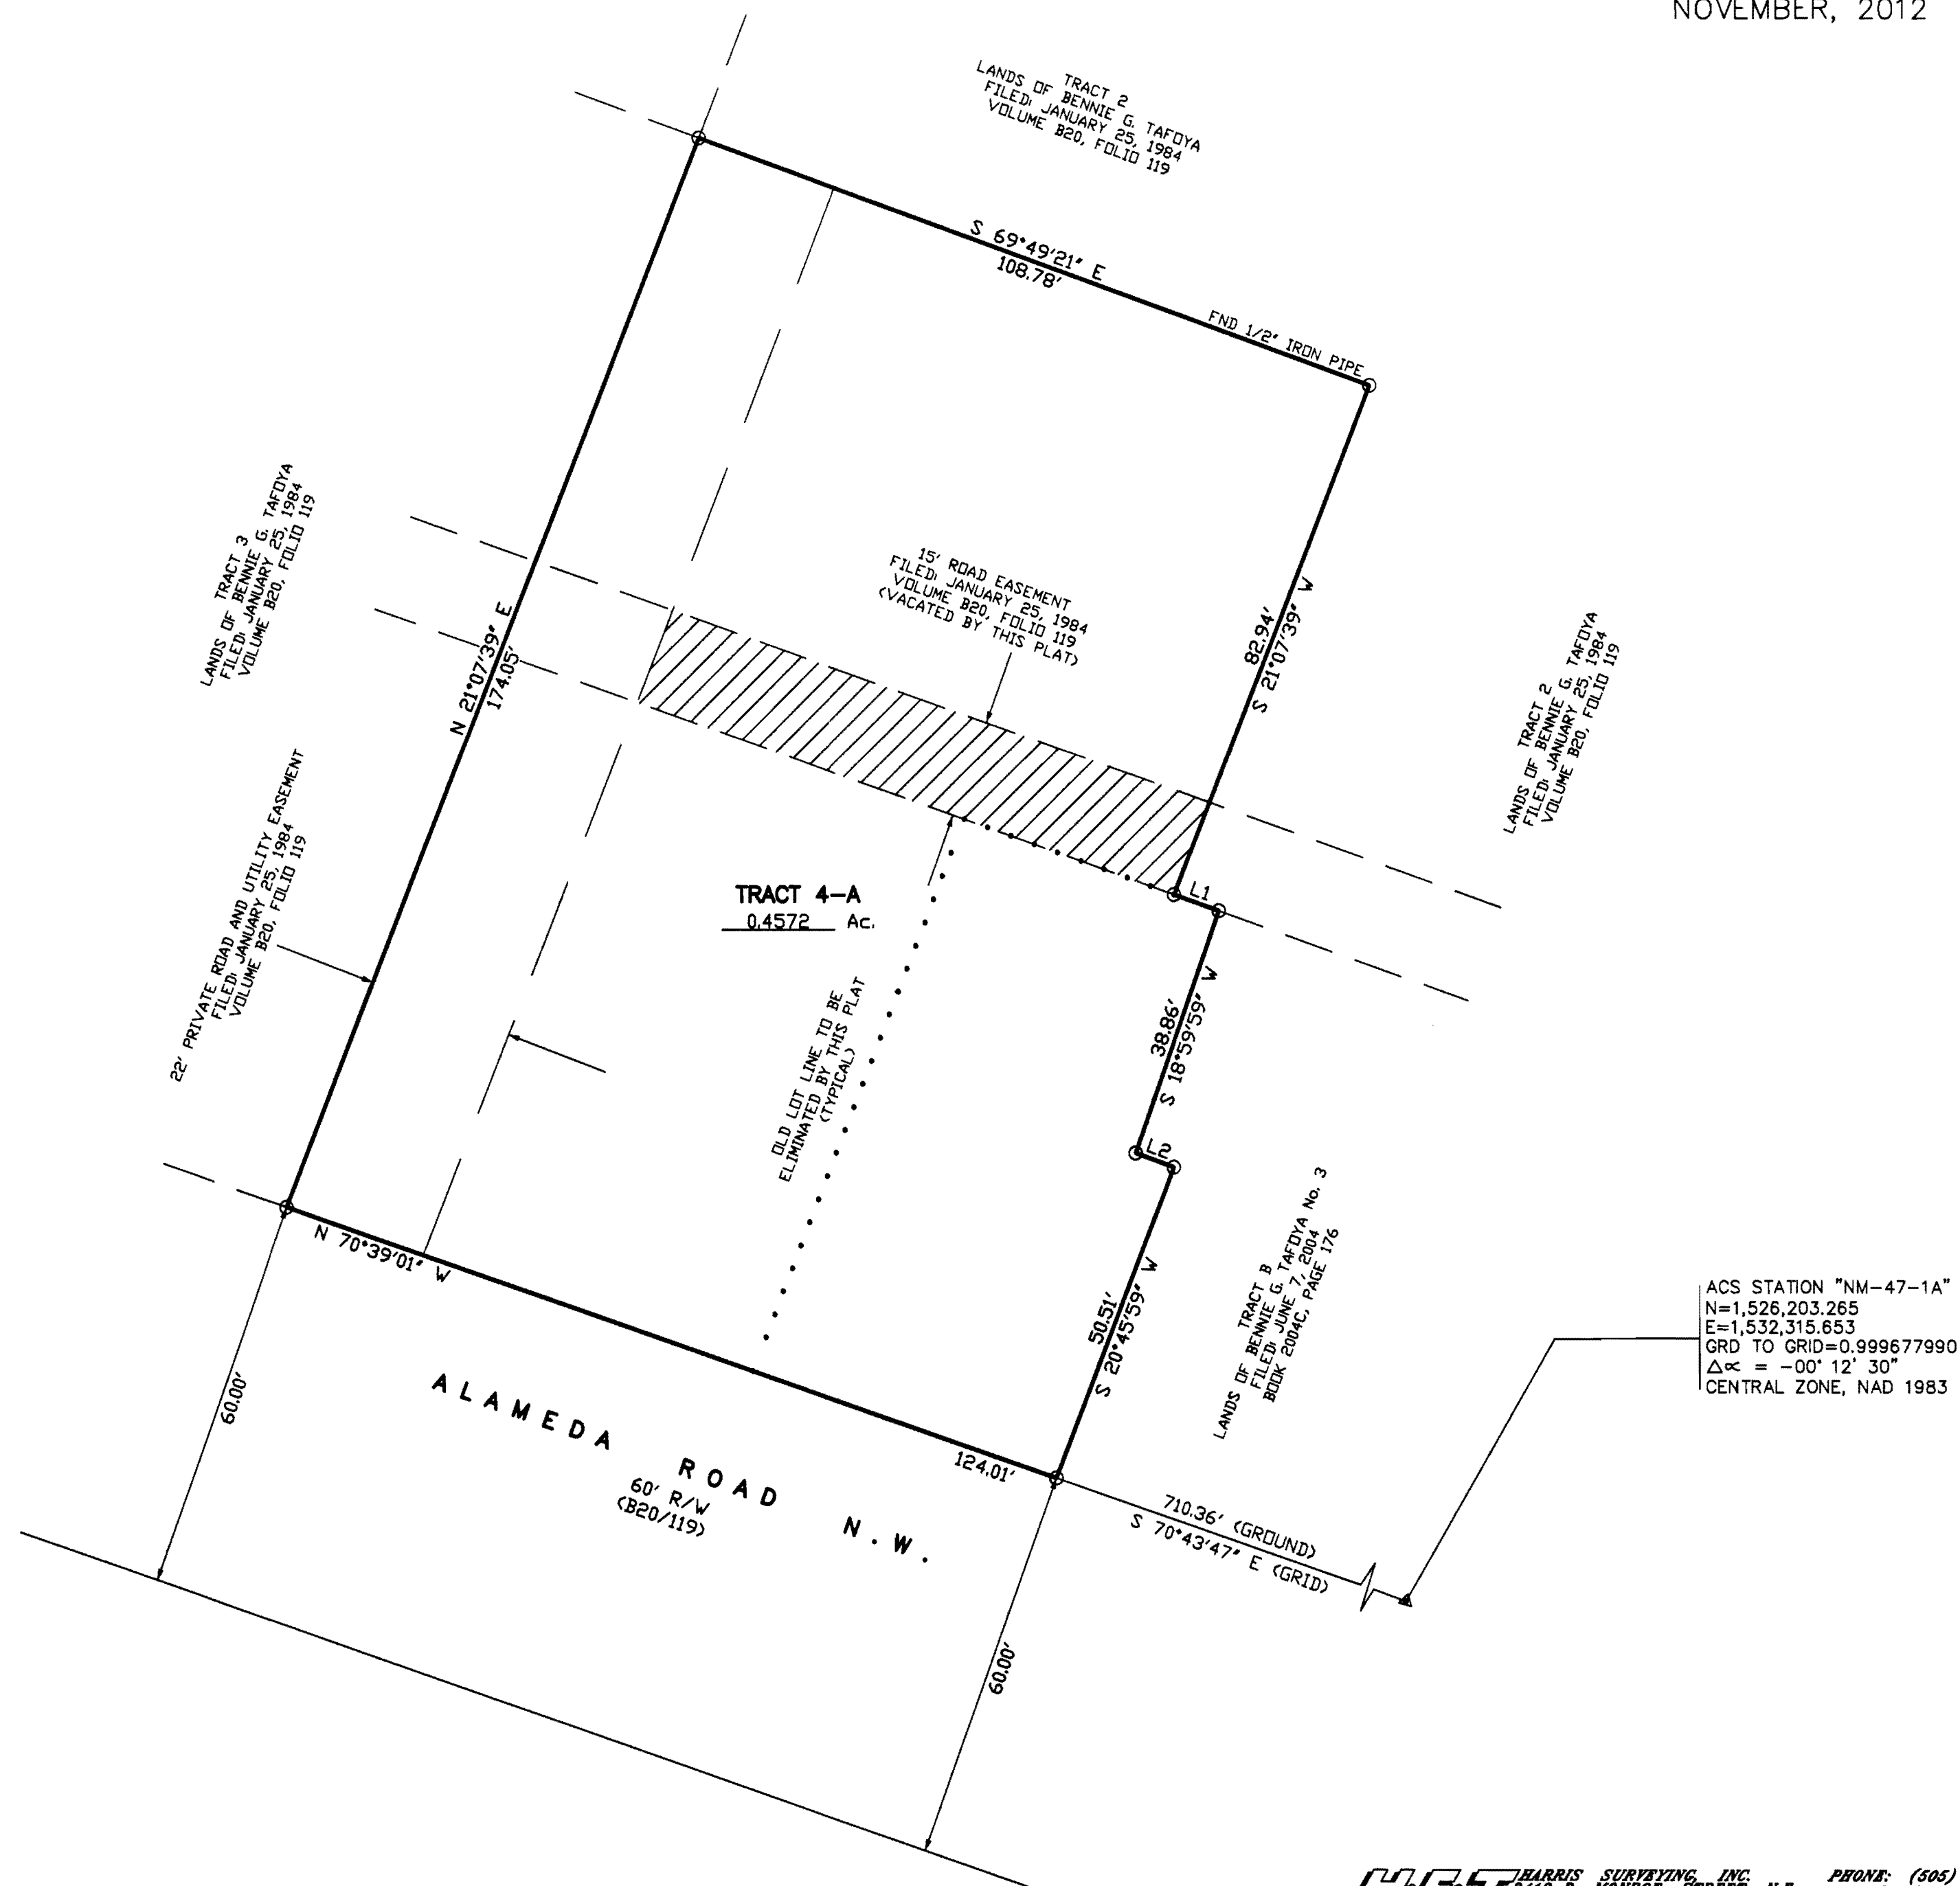 NOVEMBER, 2012
TRACT 2
LANDS OF BENNIE G. TAFOYA
FILED: JANUARY 25, 1984
VOLUME B20, FOLIO 119
S 69°49'21" E
108.78'
FND 1/2" IRON PIPE
TRACT 3
LANDS OF BENNIE G. TAFOYA
FILED: JANUARY 25, 1984
VOLUME B20, FOLIO 119
N 21°07'39" E
174.05'
15' ROAD EASEMENT
FILED: JANUARY 25, 1984
VOLUME B20, FOLIO 119
(VACATED BY THIS PLAT)
82.94'
S 21°07'39" W
TRACT 2
LANDS OF BENNIE G. TAFOYA
FILED: JANUARY 25, 1984
VOLUME B20, FOLIO 119
22' PRIVATE ROAD AND UTILITY EASEMENT
FILED: JANUARY 25, 1984
VOLUME B20, FOLIO 119
TRACT 4-A
0.4572 Ac.
L1
38.86'
S 18°59'59" W
OLD LOT LINE TO BE
ELIMINATED BY THIS PLAT
(TYPICAL)
L2
50.51'
S 20°45'59" W
TRACT B
LANDS OF BENNIE G. TAFOYA No. 3
FILED: JUNE 7, 2004
BOOK 2004C, PAGE 176
N 70°39'01" W
124.01'
ACS STATION "NM-47-1A"
N=1,526,203.265
E=1,532,315.653
GRD TO GRID=0.999677990
Δ∝ = -00° 12' 30"
CENTRAL ZONE, NAD 1983
60.00'
ALAMEDA ROAD N.W.
60' R/W
(B20/119)
710.36' (GROUND)
S 70°43'47" E (GRID)
60.00'
HARRIS SURVEYING, INC. PHONE: (505)
MONROE STREET N.E.